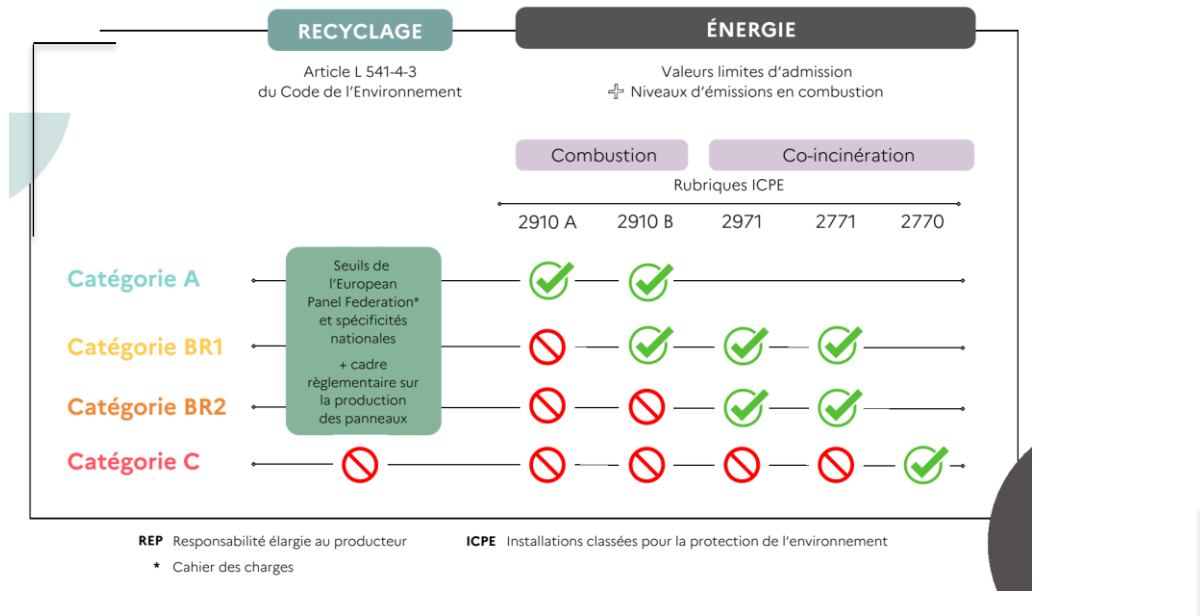 RECYCLAGE
ÉNERGIE
Article L 541-4-3
du Code de l'Environnement
Valeurs limites d'admission
Niveaux d'émissions en combustion
Combustion
Co-incinération
Rubriques ICPE
2910 A
2910 B
2971
2771
2770
Catégorie A
Catégorie BR1
Catégorie BR2
Catégorie C
Seuils de
l'European
Panel Federation*
et spécificités
nationales
+ cadre
règlementaire sur
la production
des panneaux
REP Responsabilité élargie au producteur
ICPE Installations classées pour la protection de l'environnement
* Cahier des charges